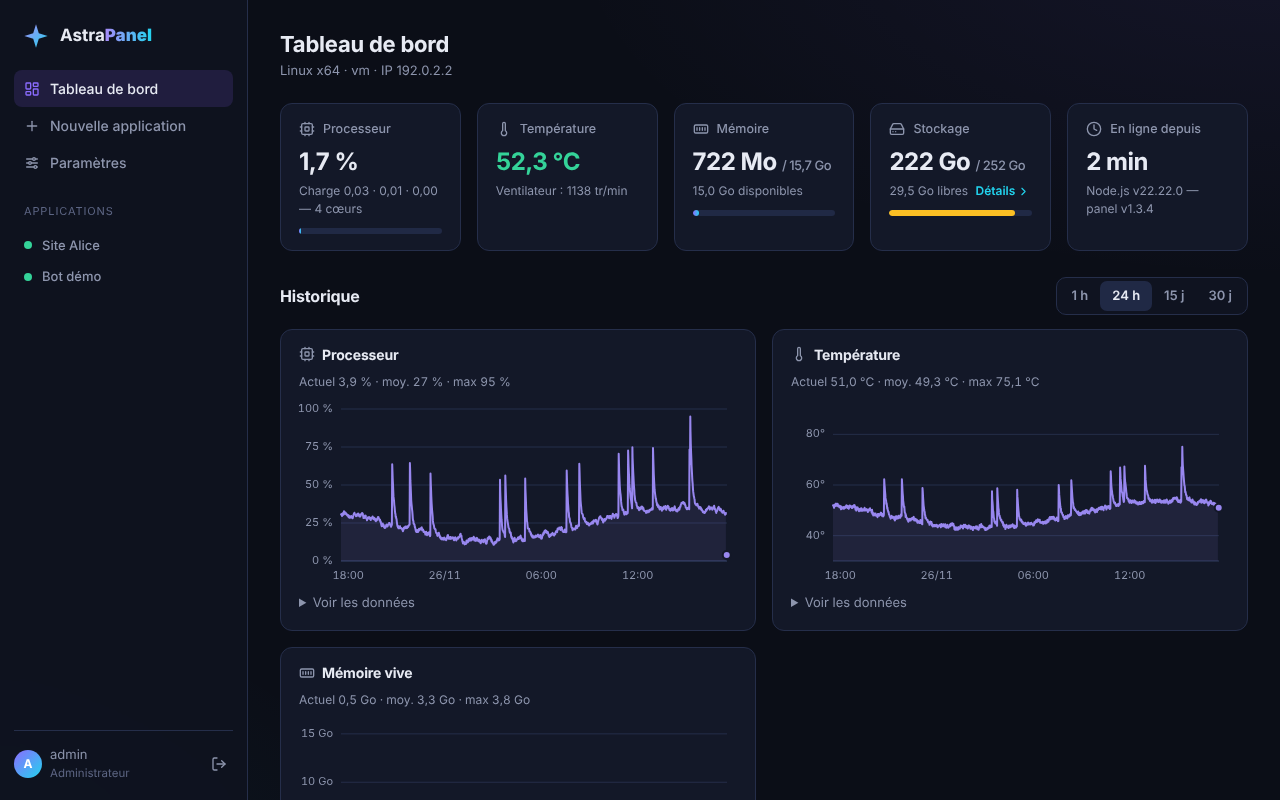 AstraPanel
Tableau de bord
Nouvelle application
Paramètres
APPLICATIONS
Site Alice
Bot démo
admin
Administrateur
A
Tableau de bord
Linux x64 · vm · IP 192.0.2.2
Processeur
1,7 %
Charge 0,03 · 0,01 · 0,00
— 4 cœurs
Température
52,3 °C
Ventilateur : 1138 tr/min
Mémoire
722 Mo / 15,7 Go
15,0 Go disponibles
Stockage
222 Go / 252 Go
29,5 Go libres Détails
En ligne depuis
2 min
Node.js v22.22.0 —
panel v1.3.4
Historique
1 h
24 h
15 j
30 j
Processeur
Actuel 3,9 % · moy. 27 % · max 95 %
100 %
75 %
50 %
25 %
0 %
18:00
26/11
06:00
12:00
Voir les données
Température
Actuel 51,0 °C · moy. 49,3 °C · max 75,1 °C
80°
60°
40°
18:00
26/11
06:00
12:00
Voir les données
Mémoire vive
Actuel 0,5 Go · moy. 3,3 Go · max 3,8 Go
15 Go
10 Go